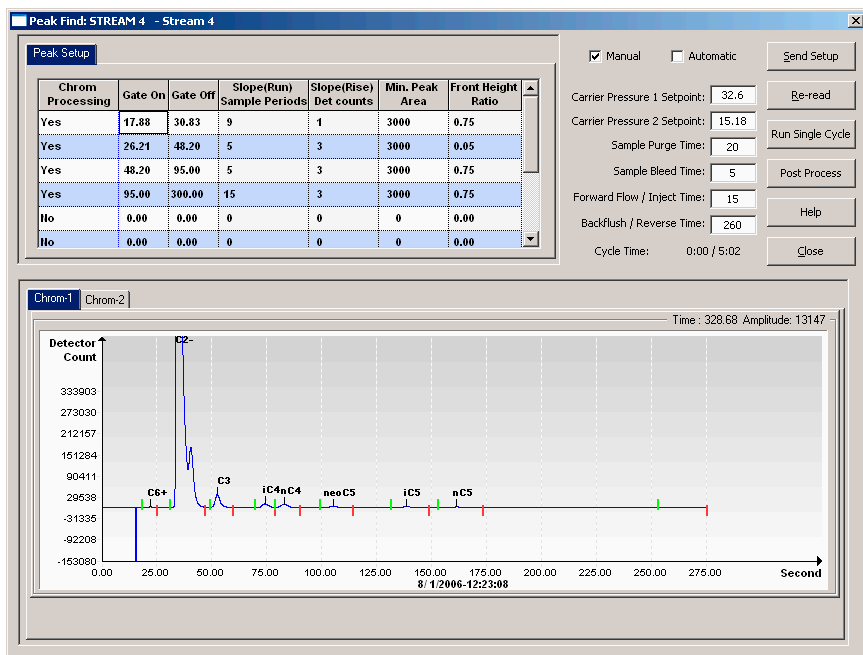 Peak Find: STREAM 4 - Stream 4
Peak Setup
Chrom Processing Gate On Gate Off Slope(Run) Sample Periods Slope(Rise) Det counts Min. Peak Area Front Height Ratio
Yes 17.88 30.83 9 1 3000 0.75
Yes 26.21 48.20 5 3 3000 0.05
Yes 48.20 95.00 5 3 3000 0.75
Yes 95.00 300.00 15 3 3000 0.75
No 0.00 0.00 0 0 0 0.00
No 0.00 0.00 0 0 0 0.00
Manual Automatic
Carrier Pressure 1 Setpoint: 32.6
Carrier Pressure 2 Setpoint: 15.18
Sample Purge Time: 20
Sample Bleed Time: 5
Forward Flow / Inject Time: 15
Backflush / Reverse Time: 260
Cycle Time: 0:00 / 5:02
Send Setup
Re-read
Run Single Cycle
Post Process
Help
Close
Chrom-1 Chrom-2
Time : 328.68 Amplitude: 13147
Detector Count
333903
273030
212157
151284
90411
29538
-31335
-92208
-153080
C6+ C2- C3 iC4 nC4 neoC5 iC5 nC5
0.00 25.00 50.00 75.00 100.00 125.00 150.00 175.00 200.00 225.00 250.00 275.00 Second
8/ 1/2006-12:23:08